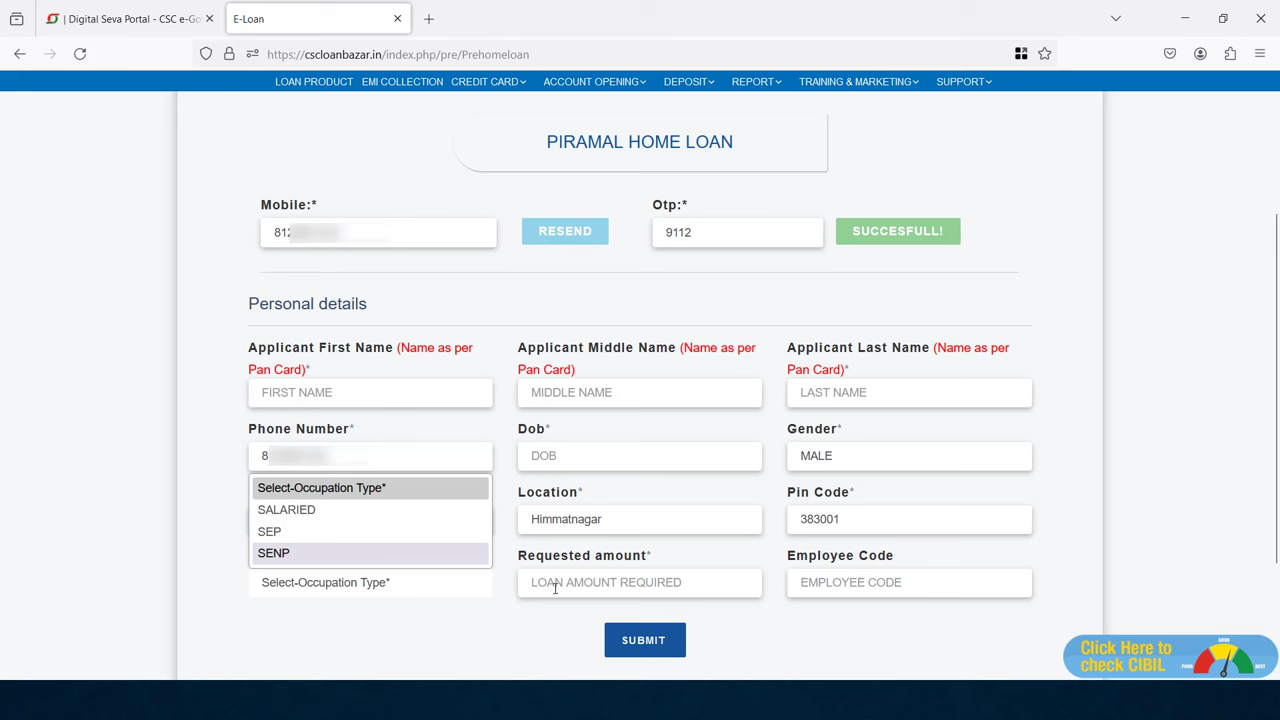 | Digital Seva Portal - CSC e-Go
E-Loan
https://cscloanbazar.in/index.php/pre/Prehomeloan
LOAN PRODUCT EMI COLLECTION CREDIT CARD ACCOUNT OPENING DEPOSIT REPORT TRAINING & MARKETING SUPPORT
PIRAMAL HOME LOAN
Mobile:* Otp:*
812 RESEND 9112 SUCCESFULL!
Personal details
Applicant First Name (Name as per Pan Card)*
Applicant Middle Name (Name as per Pan Card)
Applicant Last Name (Name as per Pan Card)*
FIRST NAME MIDDLE NAME LAST NAME
Phone Number* Dob* Gender*
8 DOB MALE
Select-Occupation Type* Location* Pin Code*
SALARIED Himmatnagar 383001
SEP
SENP Requested amount* Employee Code
Select-Occupation Type* LOAN AMOUNT REQUIRED EMPLOYEE CODE
SUBMIT
Click Here to
check CIBIL
POOR GOOD BEST